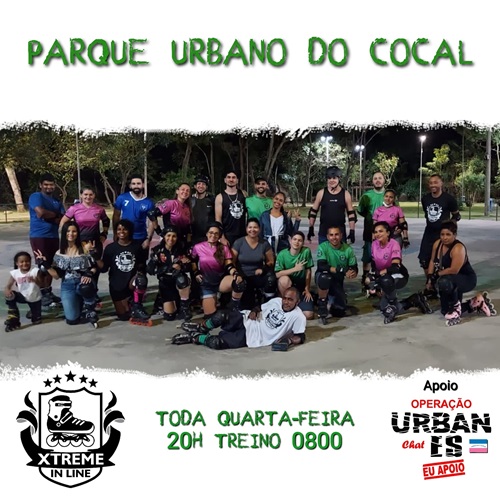 PARQUE URBANO DO COCAL
XTREME
IN LINE
TODA QUARTA-FEIRA
20H TREINO 0800
Apoio
OPERAÇÃO
URBAN
Chat ES
EU APOIO